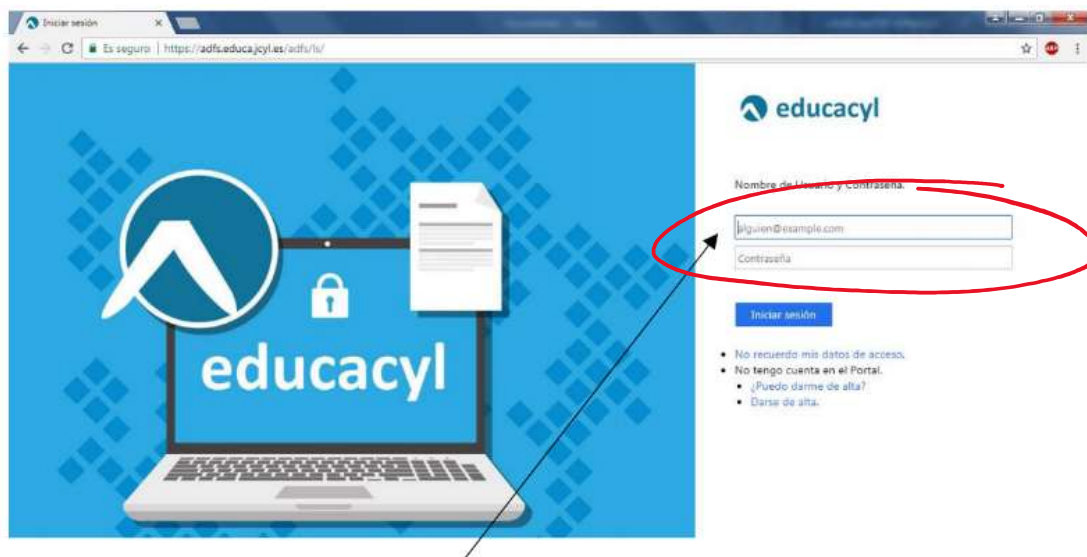 Iniciar sesión
Es seguro | https://adfs.educa.jcyl.es/adfs/ls/
educacyl
Nombre de Usuario y Contraseña.
alguien@example.com
Contraseña
Iniciar sesión
No recuerdo mis datos de acceso.
No tengo cuenta en el Portal.
¿Puedo darme de alta?
Darse de alta.
educacyl